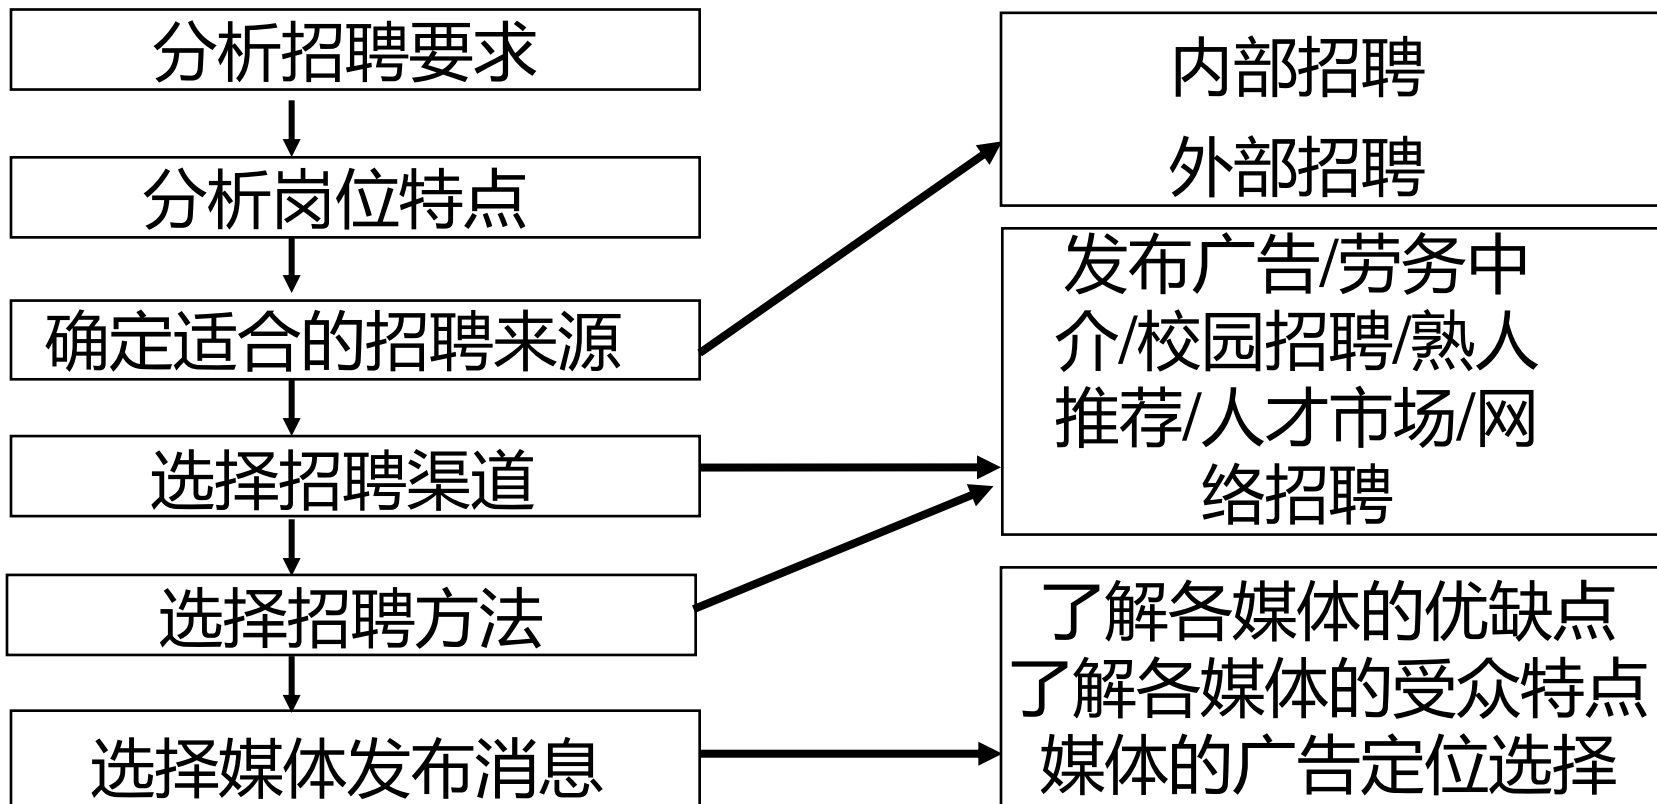 分析招聘要求
分析岗位特点
确定适合的招聘来源
选择招聘渠道
选择招聘方法
选择媒体发布消息
内部招聘
外部招聘
发布广告/劳务中
介/校园招聘/熟人
推荐/人才市场/网
络招聘
了解各媒体的优缺点
了解各媒体的受众特点
媒体的广告定位选择